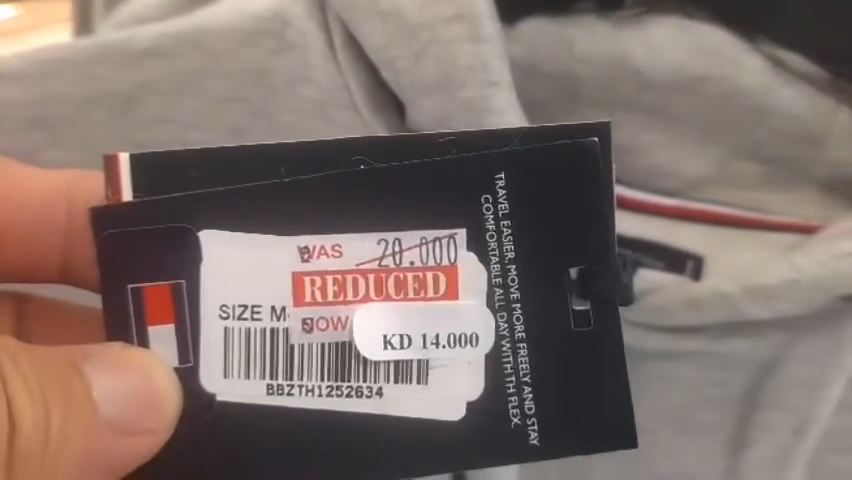 WAS 20.000
REDUCED
SIZE M
KD 14.000
BBZTH1252634
TRAVEL EASIER, MOVE MORE FREELY AND STAY
COMFORTABLE ALL DAY WITH TH FLEX.